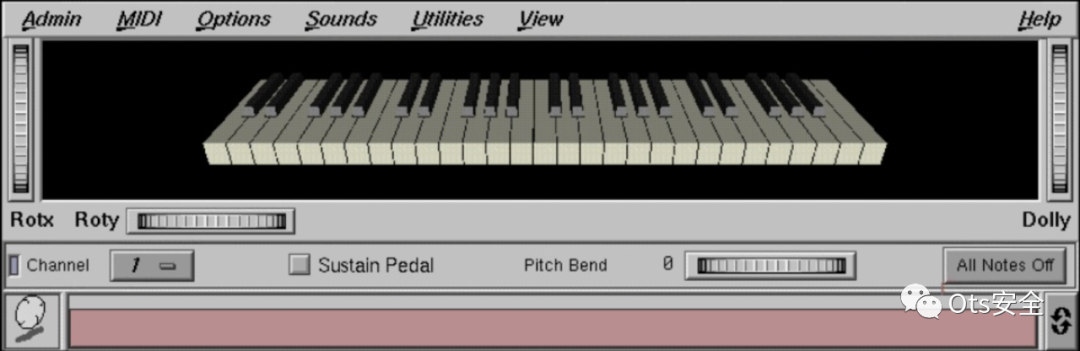 Admin MIDI Options Sounds Utilities View Help
Rotx Roty Dolly
Channel 1 Sustain Pedal Pitch Bend 0 All Notes Off
Ots安全